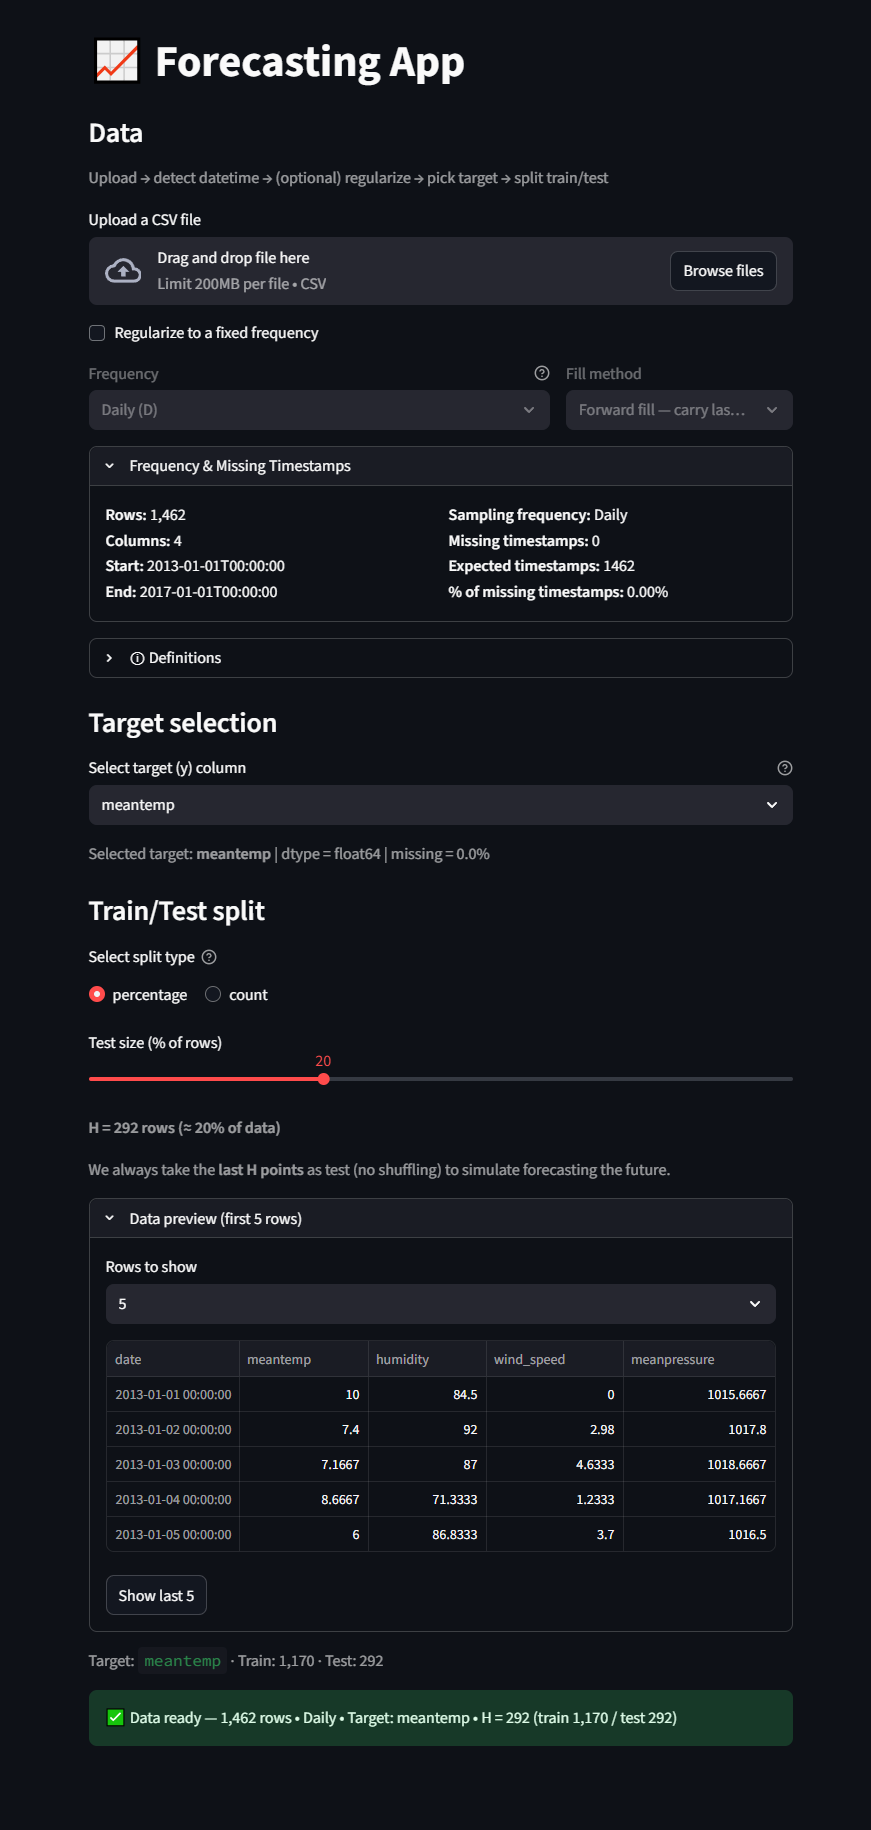 Forecasting App
Data
Upload → detect datetime → (optional) regularize → pick target → split train/test
Upload a CSV file
Drag and drop file here
Limit 200MB per file • CSV
Browse files
Regularize to a fixed frequency
Frequency
Fill method
Daily (D)
Forward fill — carry las…
Frequency & Missing Timestamps
Rows: 1,462
Columns: 4
Start: 2013-01-01T00:00:00
End: 2017-01-01T00:00:00
Sampling frequency: Daily
Missing timestamps: 0
Expected timestamps: 1462
% of missing timestamps: 0.00%
Definitions
Target selection
Select target (y) column
meantemp
Selected target: meantemp | dtype = float64 | missing = 0.0%
Train/Test split
Select split type
percentage count
Test size (% of rows)
20
H = 292 rows (≈ 20% of data)
We always take the last H points as test (no shuffling) to simulate forecasting the future.
Data preview (first 5 rows)
Rows to show
5
date meantemp humidity wind_speed meanpressure
2013-01-01 00:00:00 10 84.5 0 1015.6667
2013-01-02 00:00:00 7.4 92 2.98 1017.8
2013-01-03 00:00:00 7.1667 87 4.6333 1018.6667
2013-01-04 00:00:00 8.6667 71.3333 1.2333 1017.1667
2013-01-05 00:00:00 6 86.8333 3.7 1016.5
Show last 5
Target: meantemp · Train: 1,170 · Test: 292
✅ Data ready — 1,462 rows • Daily • Target: meantemp • H = 292 (train 1,170 / test 292)